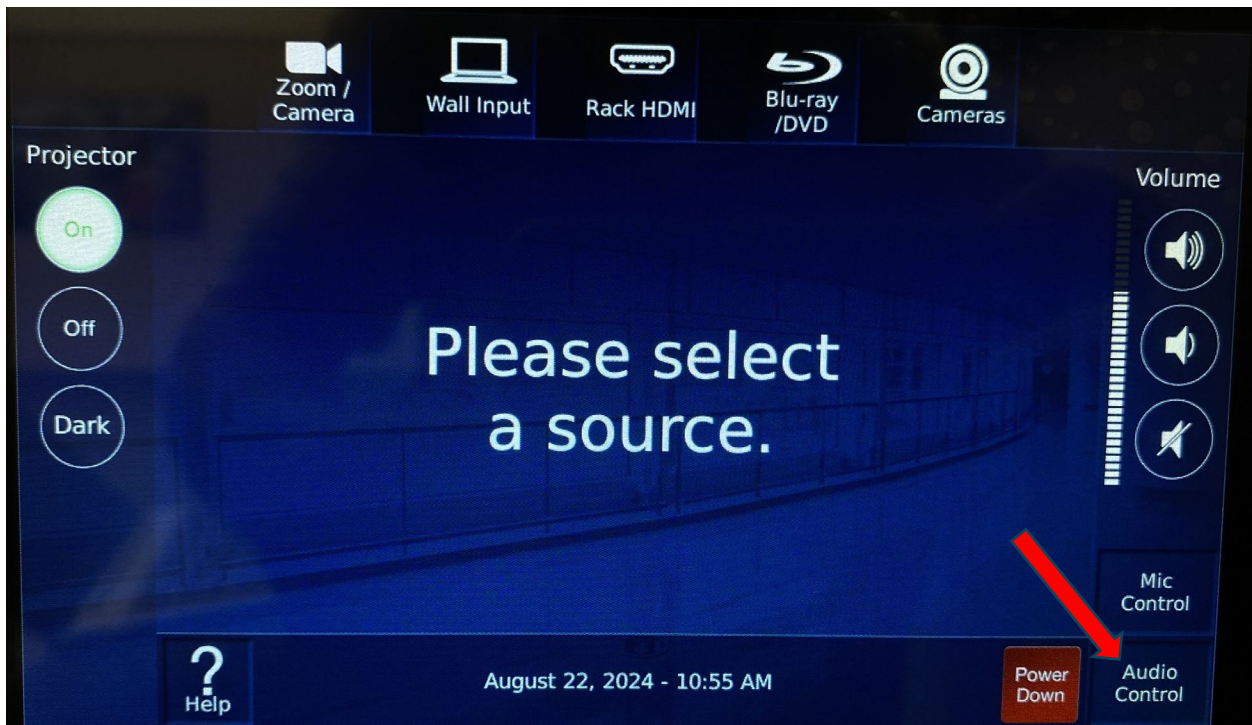 Zoom /
Camera
Wall Input
Rack HDMI
Blu-ray
/DVD
Cameras
Projector
On
Off
Dark
Please select
a source.
Volume
Mic
Control
?
Help
August 22, 2024 - 10:55 AM
Power
Down
Audio
Control